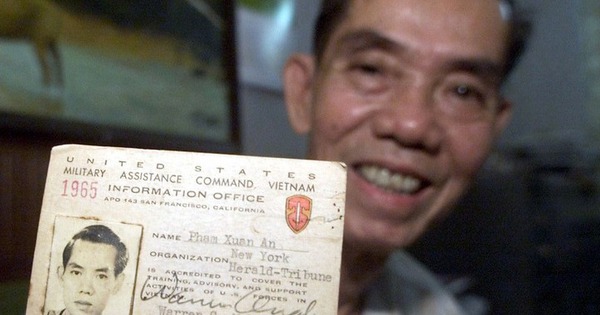 UNITED STATES
MILITARY ASSISTANCE COMMAND, VIETNAM
1965
INFORMATION OFFICE
APO 143 SAN FRANCISCO, CALIFORNIA
NAME Pham Xuan An
New York
ORGANIZATION:
Herald-Tribune
IS ACCREDITED TO COVER THE
TRAINING, ADVISORY, AND SUPPORT
ACTIVITIES OF U.S. FORCES IN